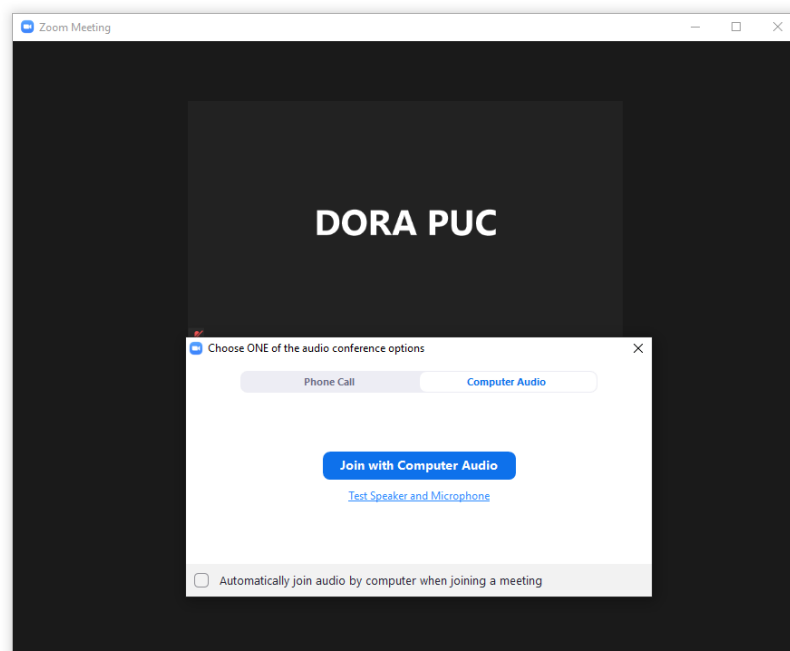 Zoom Meeting
DORA PUC
Choose ONE of the audio conference options
Phone Call
Computer Audio
Join with Computer Audio
Test Speaker and Microphone
Automatically join audio by computer when joining a meeting